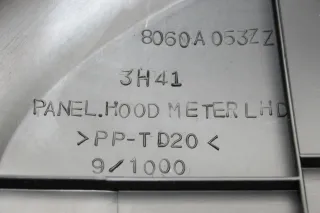 8060A053ZZ
3H41
PANEL.HOOD METER LHD
>PP-TD20<
9/1000